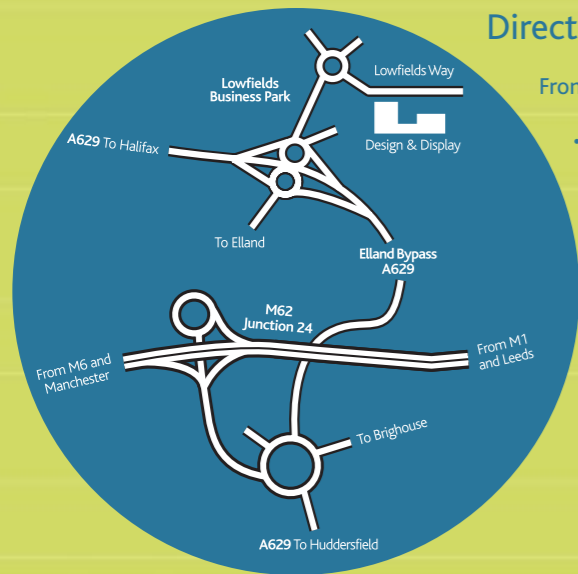 Direct
From
Lowfields Way
Lowfields
Business Park
Design & Display
A629 To Halifax
To Elland
Elland Bypass
A629
M62
Junction 24
From M6 and
Manchester
From M1
and Leeds
To Brighouse
A629 To Huddersfield